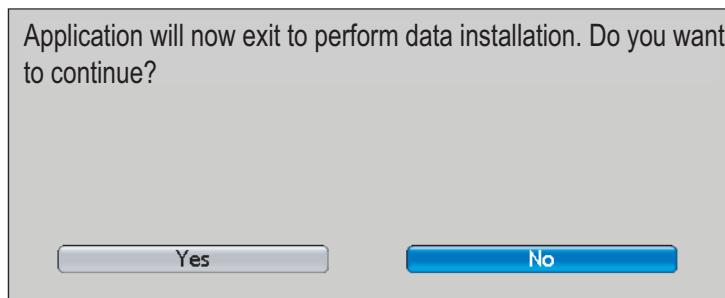 Application will now exit to perform data installation. Do you want
to continue?
Yes
No